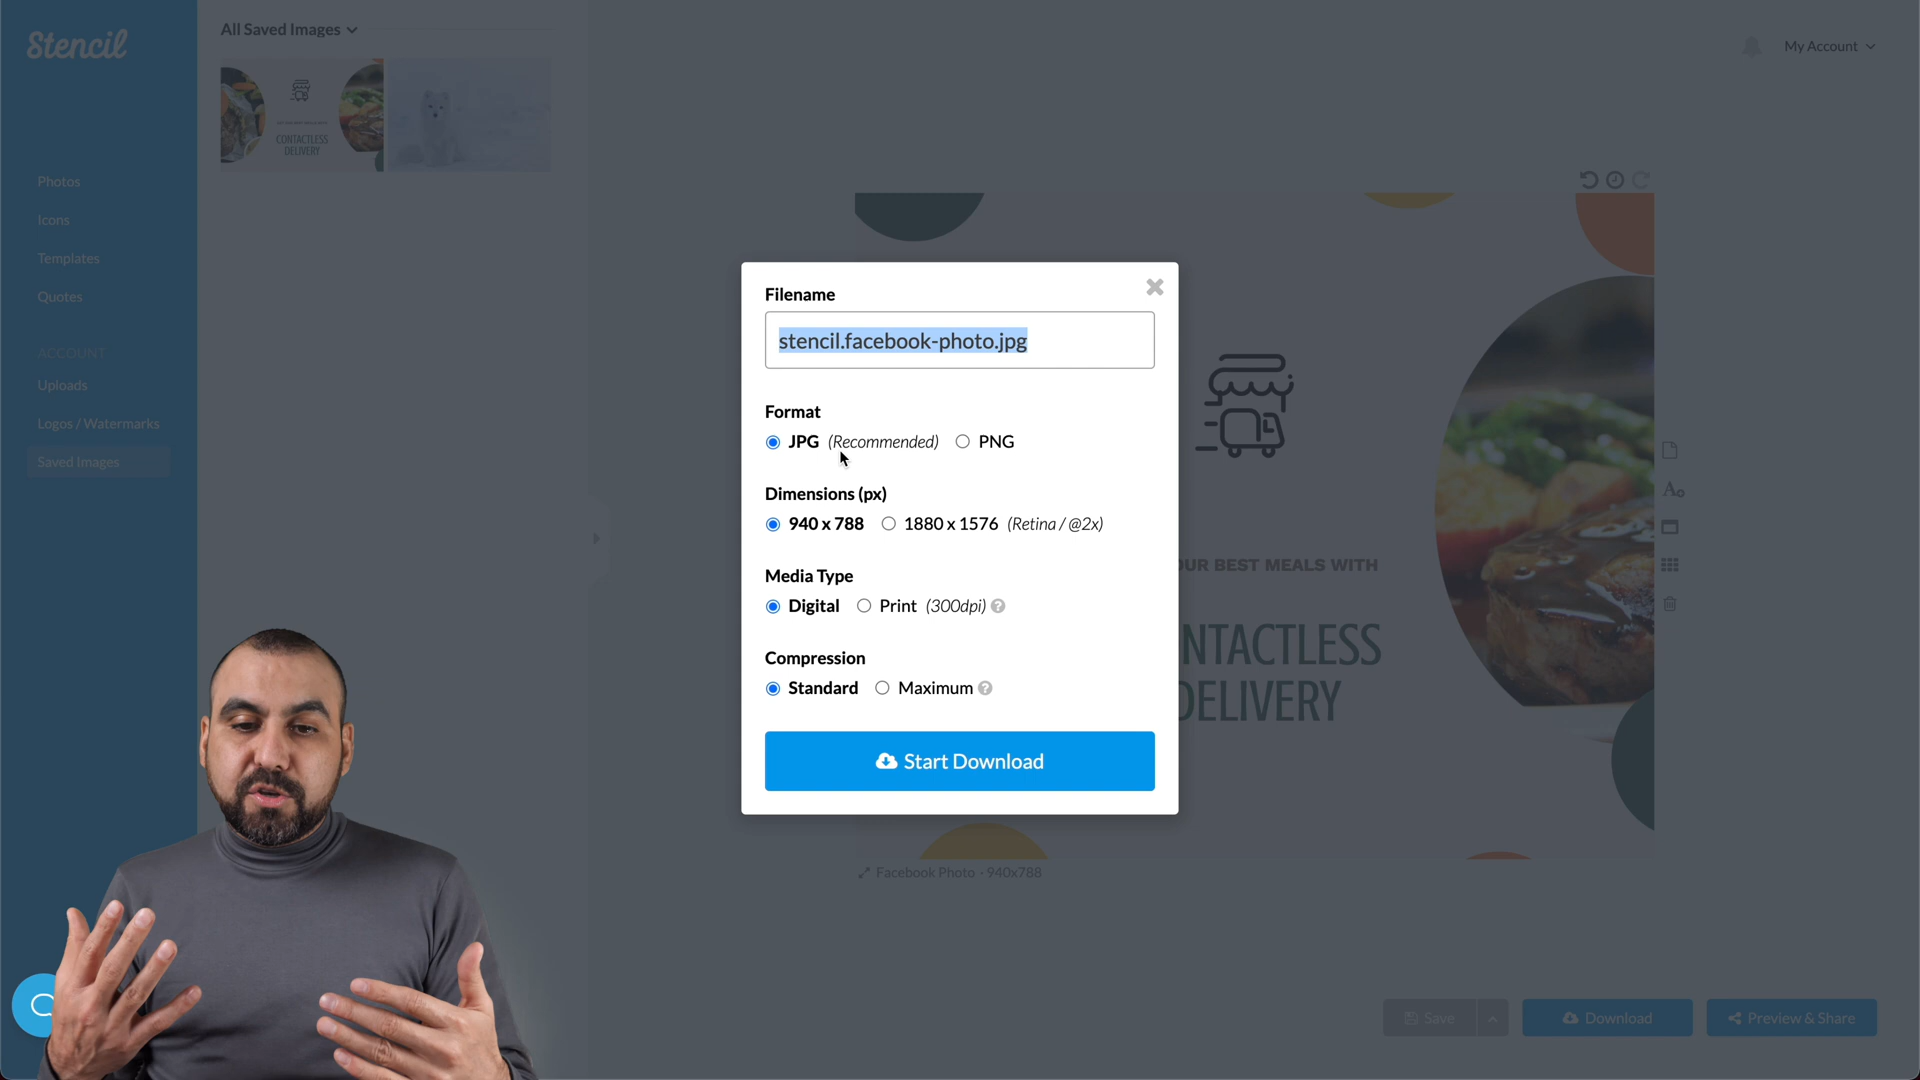 Stencil
All Saved Images
My Account
CONTACTLESS
DELIVERY
Photos
Icons
Templates
Quotes
ACCOUNT
Uploads
Logos / Watermarks
Saved Images
Filename
stencil.facebook-photo.jpg
Format
JPG (Recommended) PNG
Dimensions (px)
940 x 788 1880 x 1576 (Retina / @2x)
Media Type
Digital Print (300dpi) ?
Compression
Standard Maximum ?
Start Download
OUR BEST MEALS WITH
NTACTLESS
DELIVERY
Facebook Photo · 940x788
Save
Download
Preview & Share